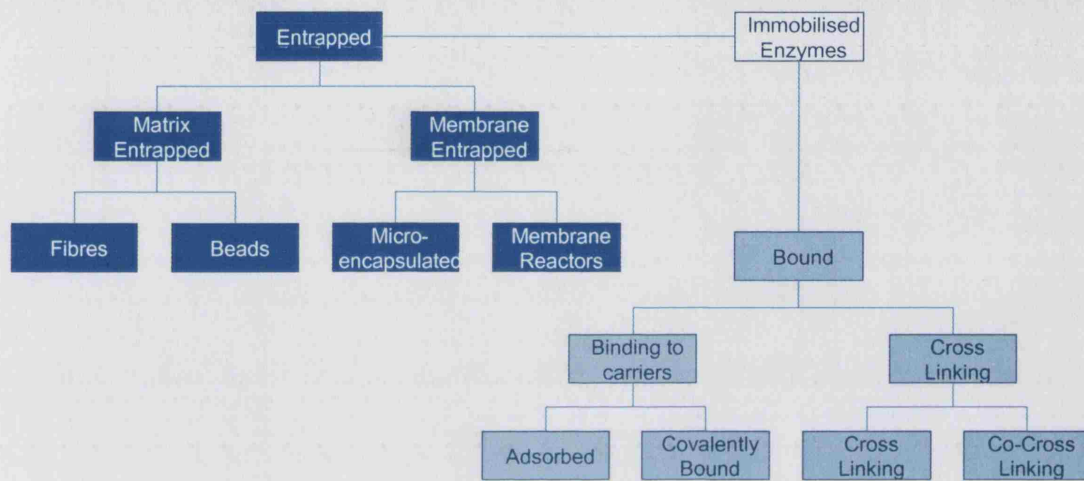 Entrapped
Immobilised
Enzymes
Matrix
Entrapped
Membrane
Entrapped
Fibres
Beads
Micro-
encapsulated
Membrane
Reactors
Bound
Binding to
carriers
Cross
Linking
Adsorbed
Covalently
Bound
Cross
Linking
Co-Cross
Linking